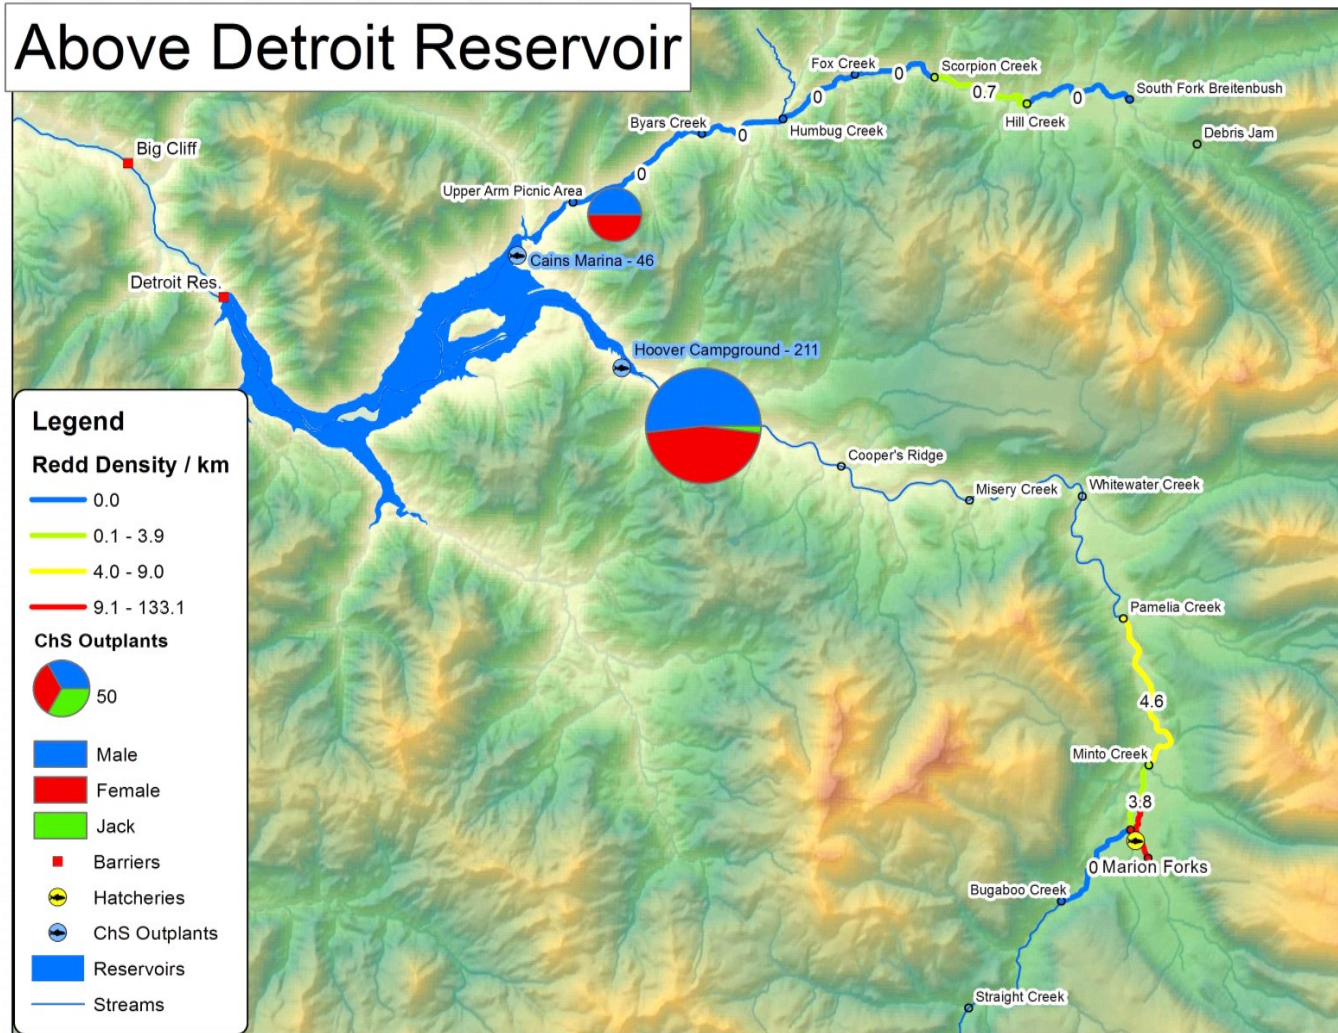 Above Detroit Reservoir
Fox Creek
0
Scorpion Creek
0.7
0
South Fork Breitenbush
0
Hill Creek
Byars Creek
0
Humbug Creek
Debris Jam
Big Cliff
0
Upper Arm Picnic Area
Cains Marina - 46
Detroit Res.
Hoover Campground - 211
Cooper's Ridge
Misery Creek
Whitewater Creek
Pamelia Creek
4.6
Minto Creek
3.8
0
Marion Forks
Bugaboo Creek
Straight Creek
Legend
Redd Density / km
0.0
0.1 - 3.9
4.0 - 9.0
9.1 - 133.1
ChS Outplants
50
Male
Female
Jack
Barriers
Hatcheries
ChS Outplants
Reservoirs
Streams